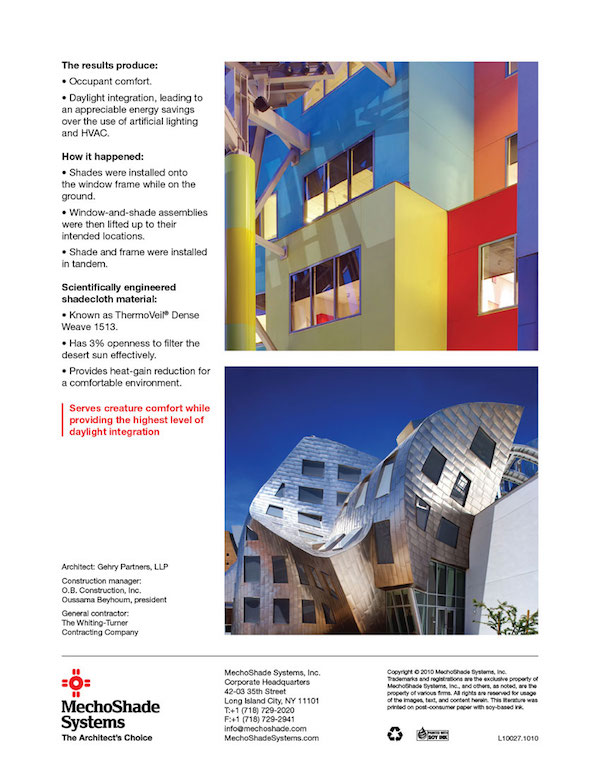 The results produce:
• Occupant comfort.
• Daylight integration, leading to
an appreciable energy savings
over the use of artificial lighting
and HVAC.
How it happened:
• Shades were installed onto
the window frame while on the
ground.
• Window-and-shade assemblies
were then lifted up to their
intended locations.
• Shade and frame were installed
in tandem.
Scientifically engineered
shadecloth material:
• Known as ThermoVeil® Dense
Weave 1513.
• Has 3% openness to filter the
desert sun effectively.
• Provides heat-gain reduction for
a comfortable environment.
Serves creature comfort while
providing the highest level of
daylight integration
Architect: Gehry Partners, LLP
Construction manager:
O.B. Construction, Inc.
Oussama Beyhoum, president
General contractor:
The Whiting-Turner
Contracting Company
MechoShade
Systems
The Architect's Choice
MechoShade Systems, Inc.
Corporate Headquarters
42-03 35th Street
Long Island City, NY 11101
T:+1 (718) 729-2020
F:+1 (718) 729-2941
info@mechoshade.com
MechoShadeSystems.com
Copyright © 2010 MechoShade Systems, Inc.
Trademarks and registrations are the exclusive property of
MechoShade Systems, Inc., and others, as noted, are the
property of various firms. All rights are reserved for usage
of the images, text, and content herein. This literature was
printed on post-consumer paper with soy-based ink.
PRINTED WITH
SOY INK
L10027.1010